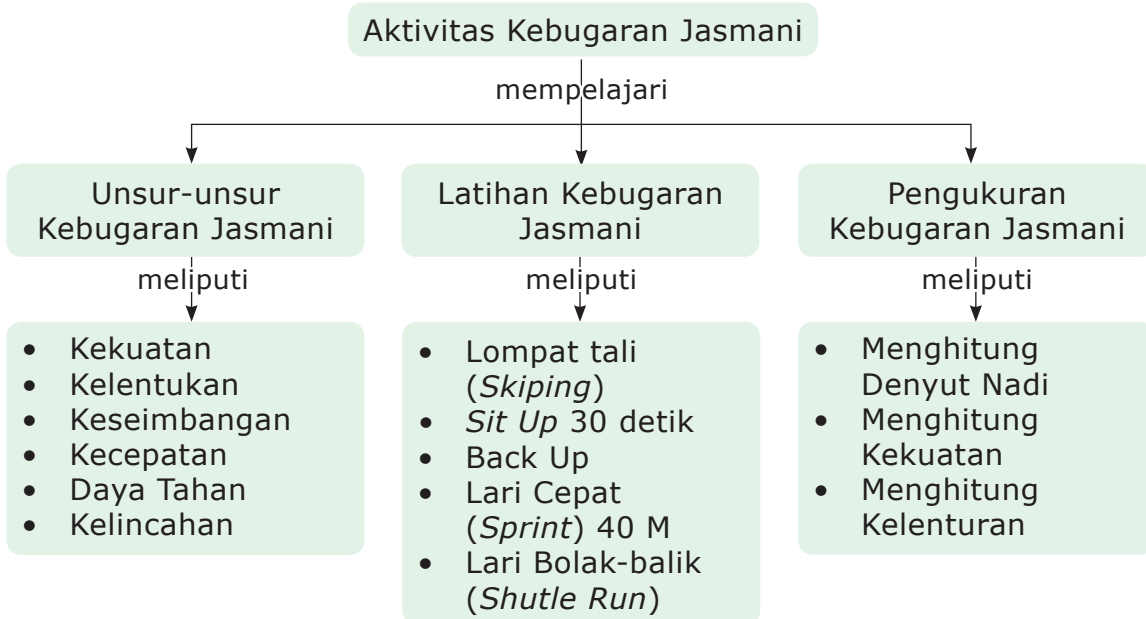 Aktivitas Kebugaran Jasmani
mempelajari
Unsur-unsur
Kebugaran Jasmani
meliputi
• Kekuatan
• Kelentukan
• Keseimbangan
• Kecepatan
• Daya Tahan
• Kelincahan
Latihan Kebugaran
Jasmani
meliputi
• Lompat tali
(Skiping)
• Sit Up 30 detik
• Back Up
• Lari Cepat
(Sprint) 40 M
• Lari Bolak-balik
(Shutle Run)
Pengukuran
Kebugaran Jasmani
meliputi
• Menghitung
Denyut Nadi
• Menghitung
Kekuatan
• Menghitung
Kelenturan